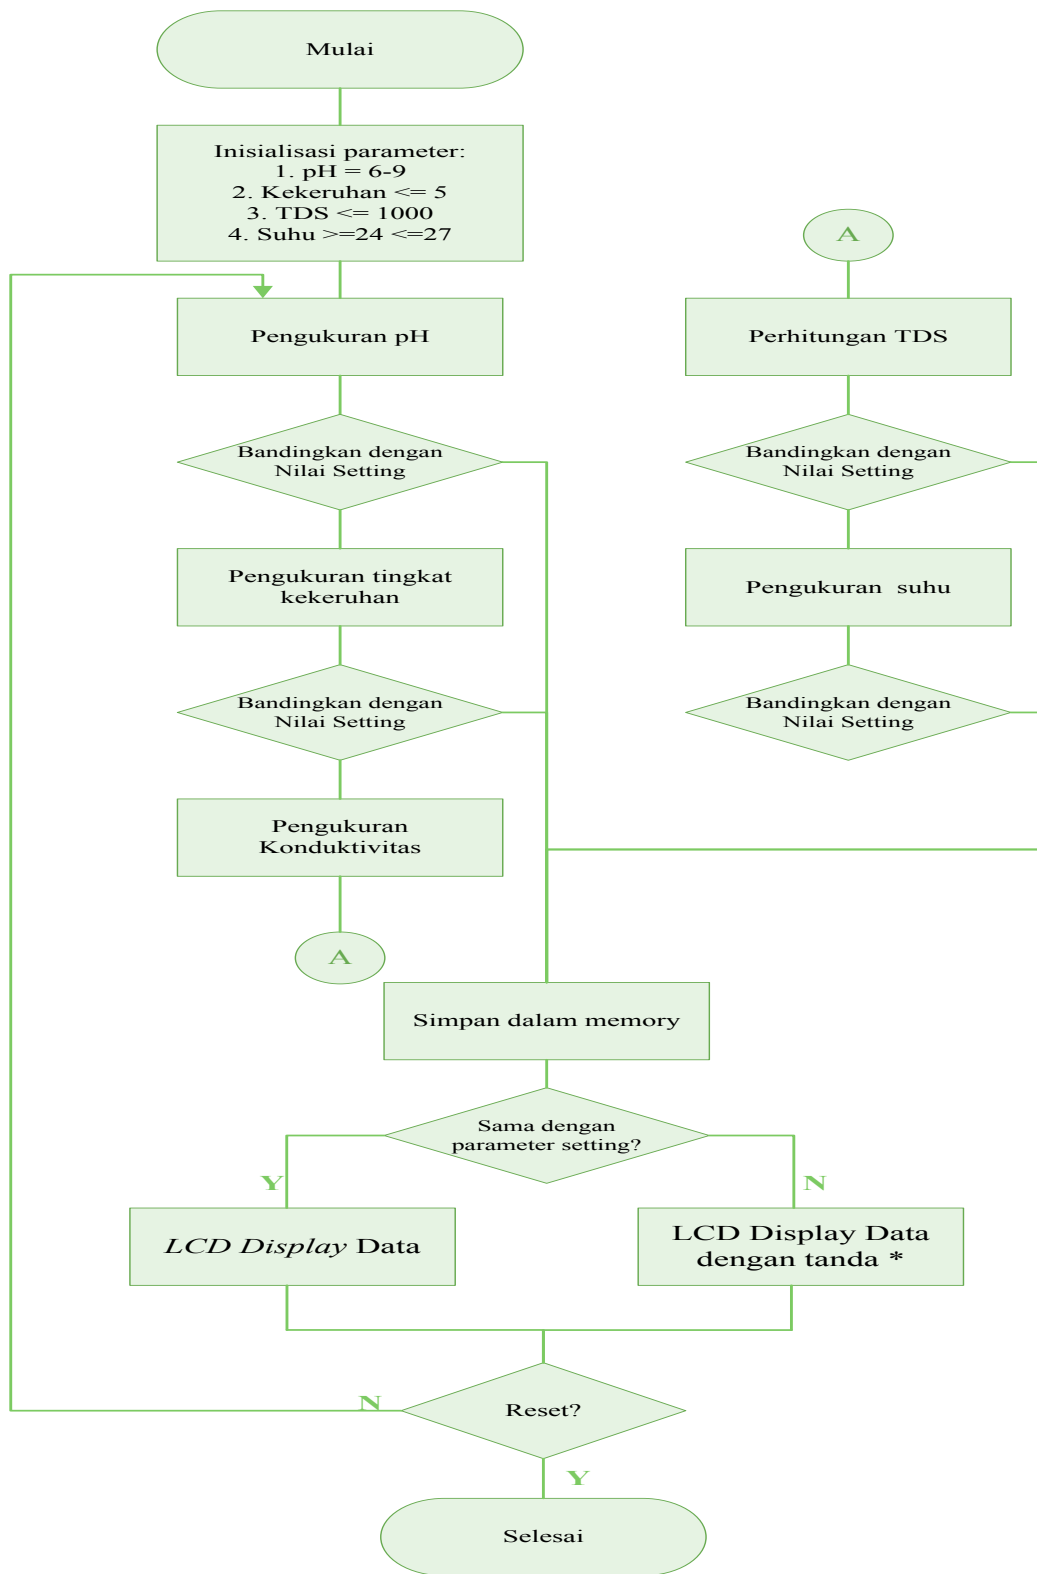 Mulai
Inisialisasi parameter:
1. pH = 6-9
2. Kekeruhan <= 5
3. TDS <= 1000
4. Suhu >=24 <=27
Pengukuran pH
Bandingkan dengan
Nilai Setting
Pengukuran tingkat
kekeruhan
Bandingkan dengan
Nilai Setting
Pengukuran
Konduktivitas
A
A
Perhitungan TDS
Bandingkan dengan
Nilai Setting
Pengukuran suhu
Bandingkan dengan
Nilai Setting
Simpan dalam memory
Sama dengan
parameter setting?
Y
N
LCD Display Data
LCD Display Data
dengan tanda *
N
Reset?
Y
Selesai